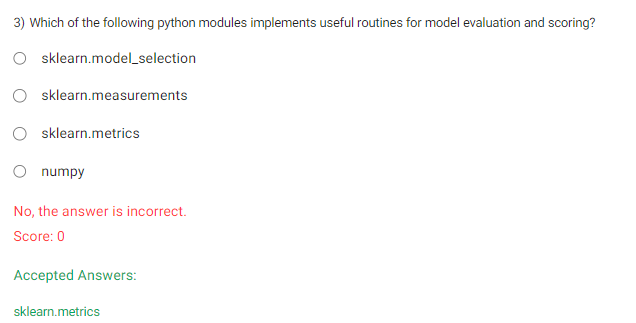 3) Which of the following python modules implements useful routines for model evaluation and scoring?
sklearn.model_selection
sklearn.measurements
sklearn.metrics
numpy
No, the answer is incorrect.
Score: 0
Accepted Answers:
sklearn.metrics